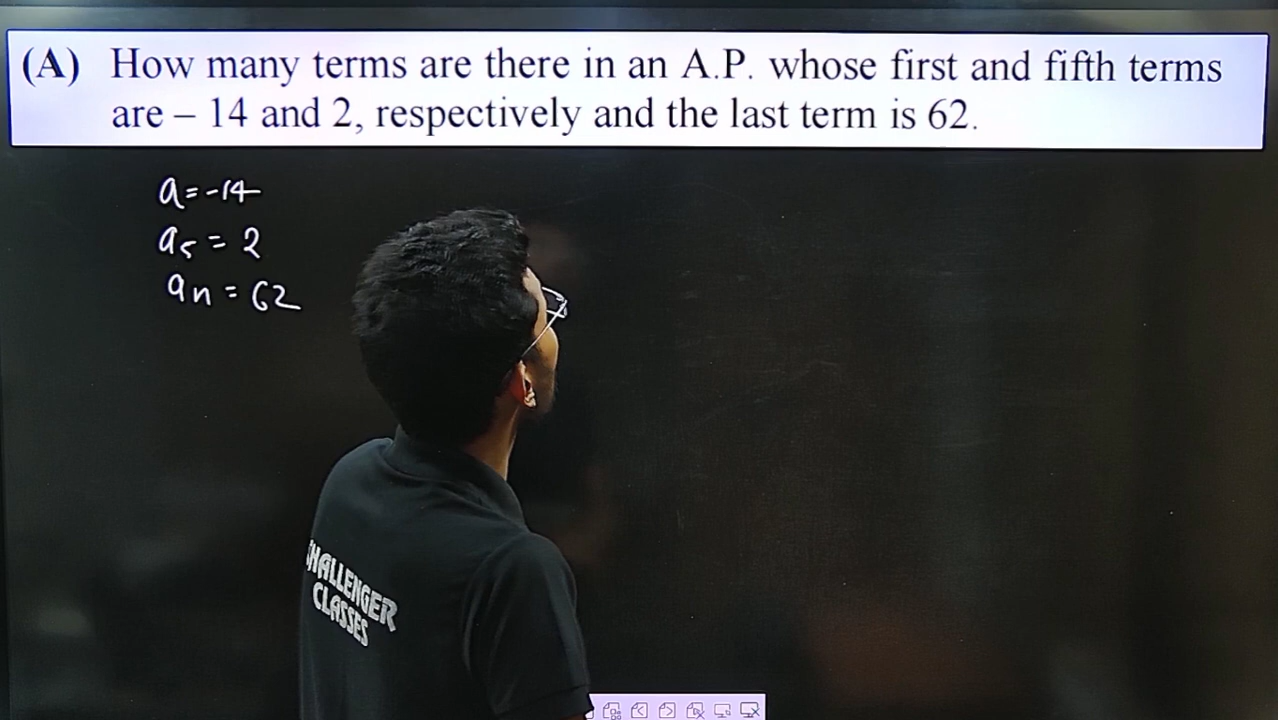 (A) How many terms are there in an A.P. whose first and fifth terms
are – 14 and 2, respectively and the last term is 62.
a = -14
a₅ = 2
aₙ = 62
CHALLENGER
CLASSES